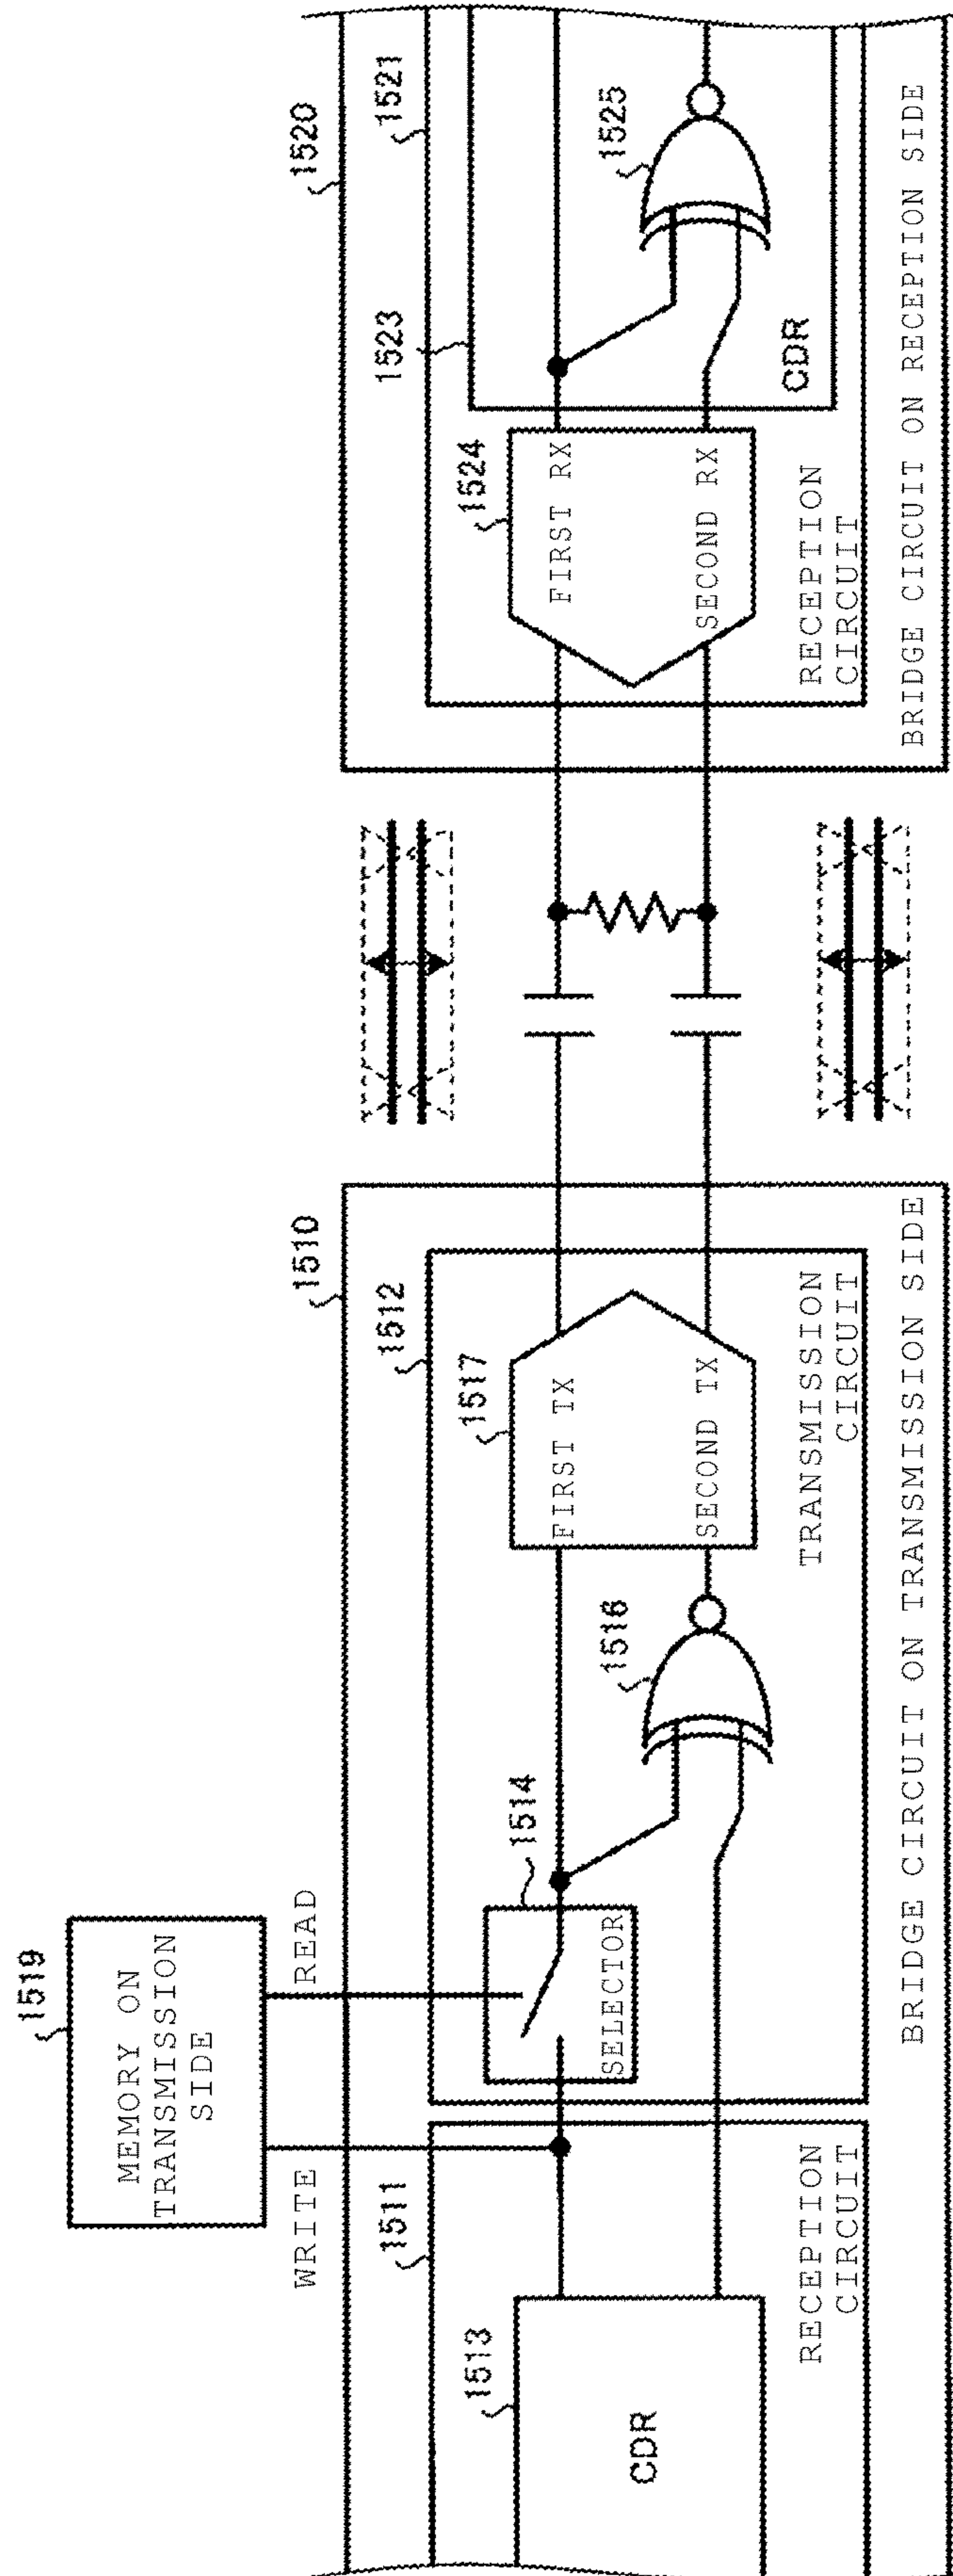 1519
MEMORY ON
TRANSMISSION
SIDE
WRITE
READ
1510
1511
1513
CDR
RECEPTION
CIRCUIT
1512
1514
SELECTOR
1516
1517
FIRST TX
SECOND TX
TRANSMISSION
CIRCUIT
BRIDGE CIRCUIT ON TRANSMISSION SIDE
1520
1521
1523
1524
FIRST RX
SECOND RX
1525
CDR
RECEPTION
CIRCUIT
BRIDGE CIRCUIT ON RECEPTION SIDE